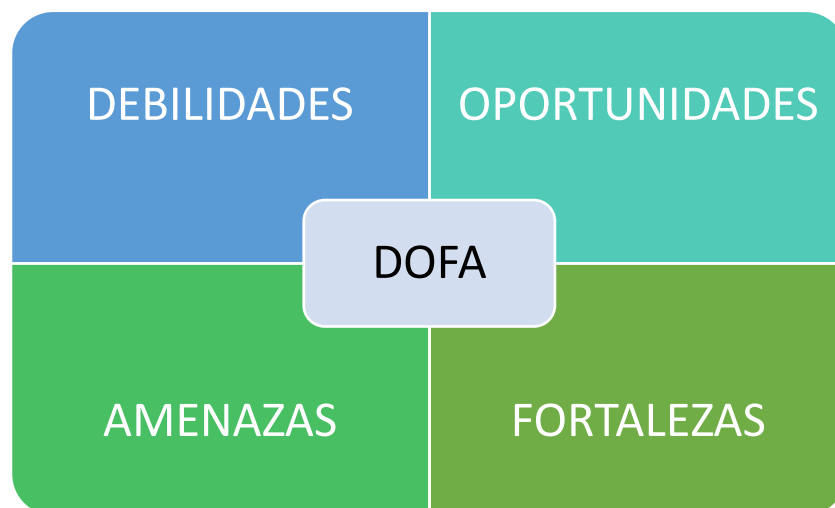 DEBILIDADES
OPORTUNIDADES
DOFA
AMENAZAS
FORTALEZAS